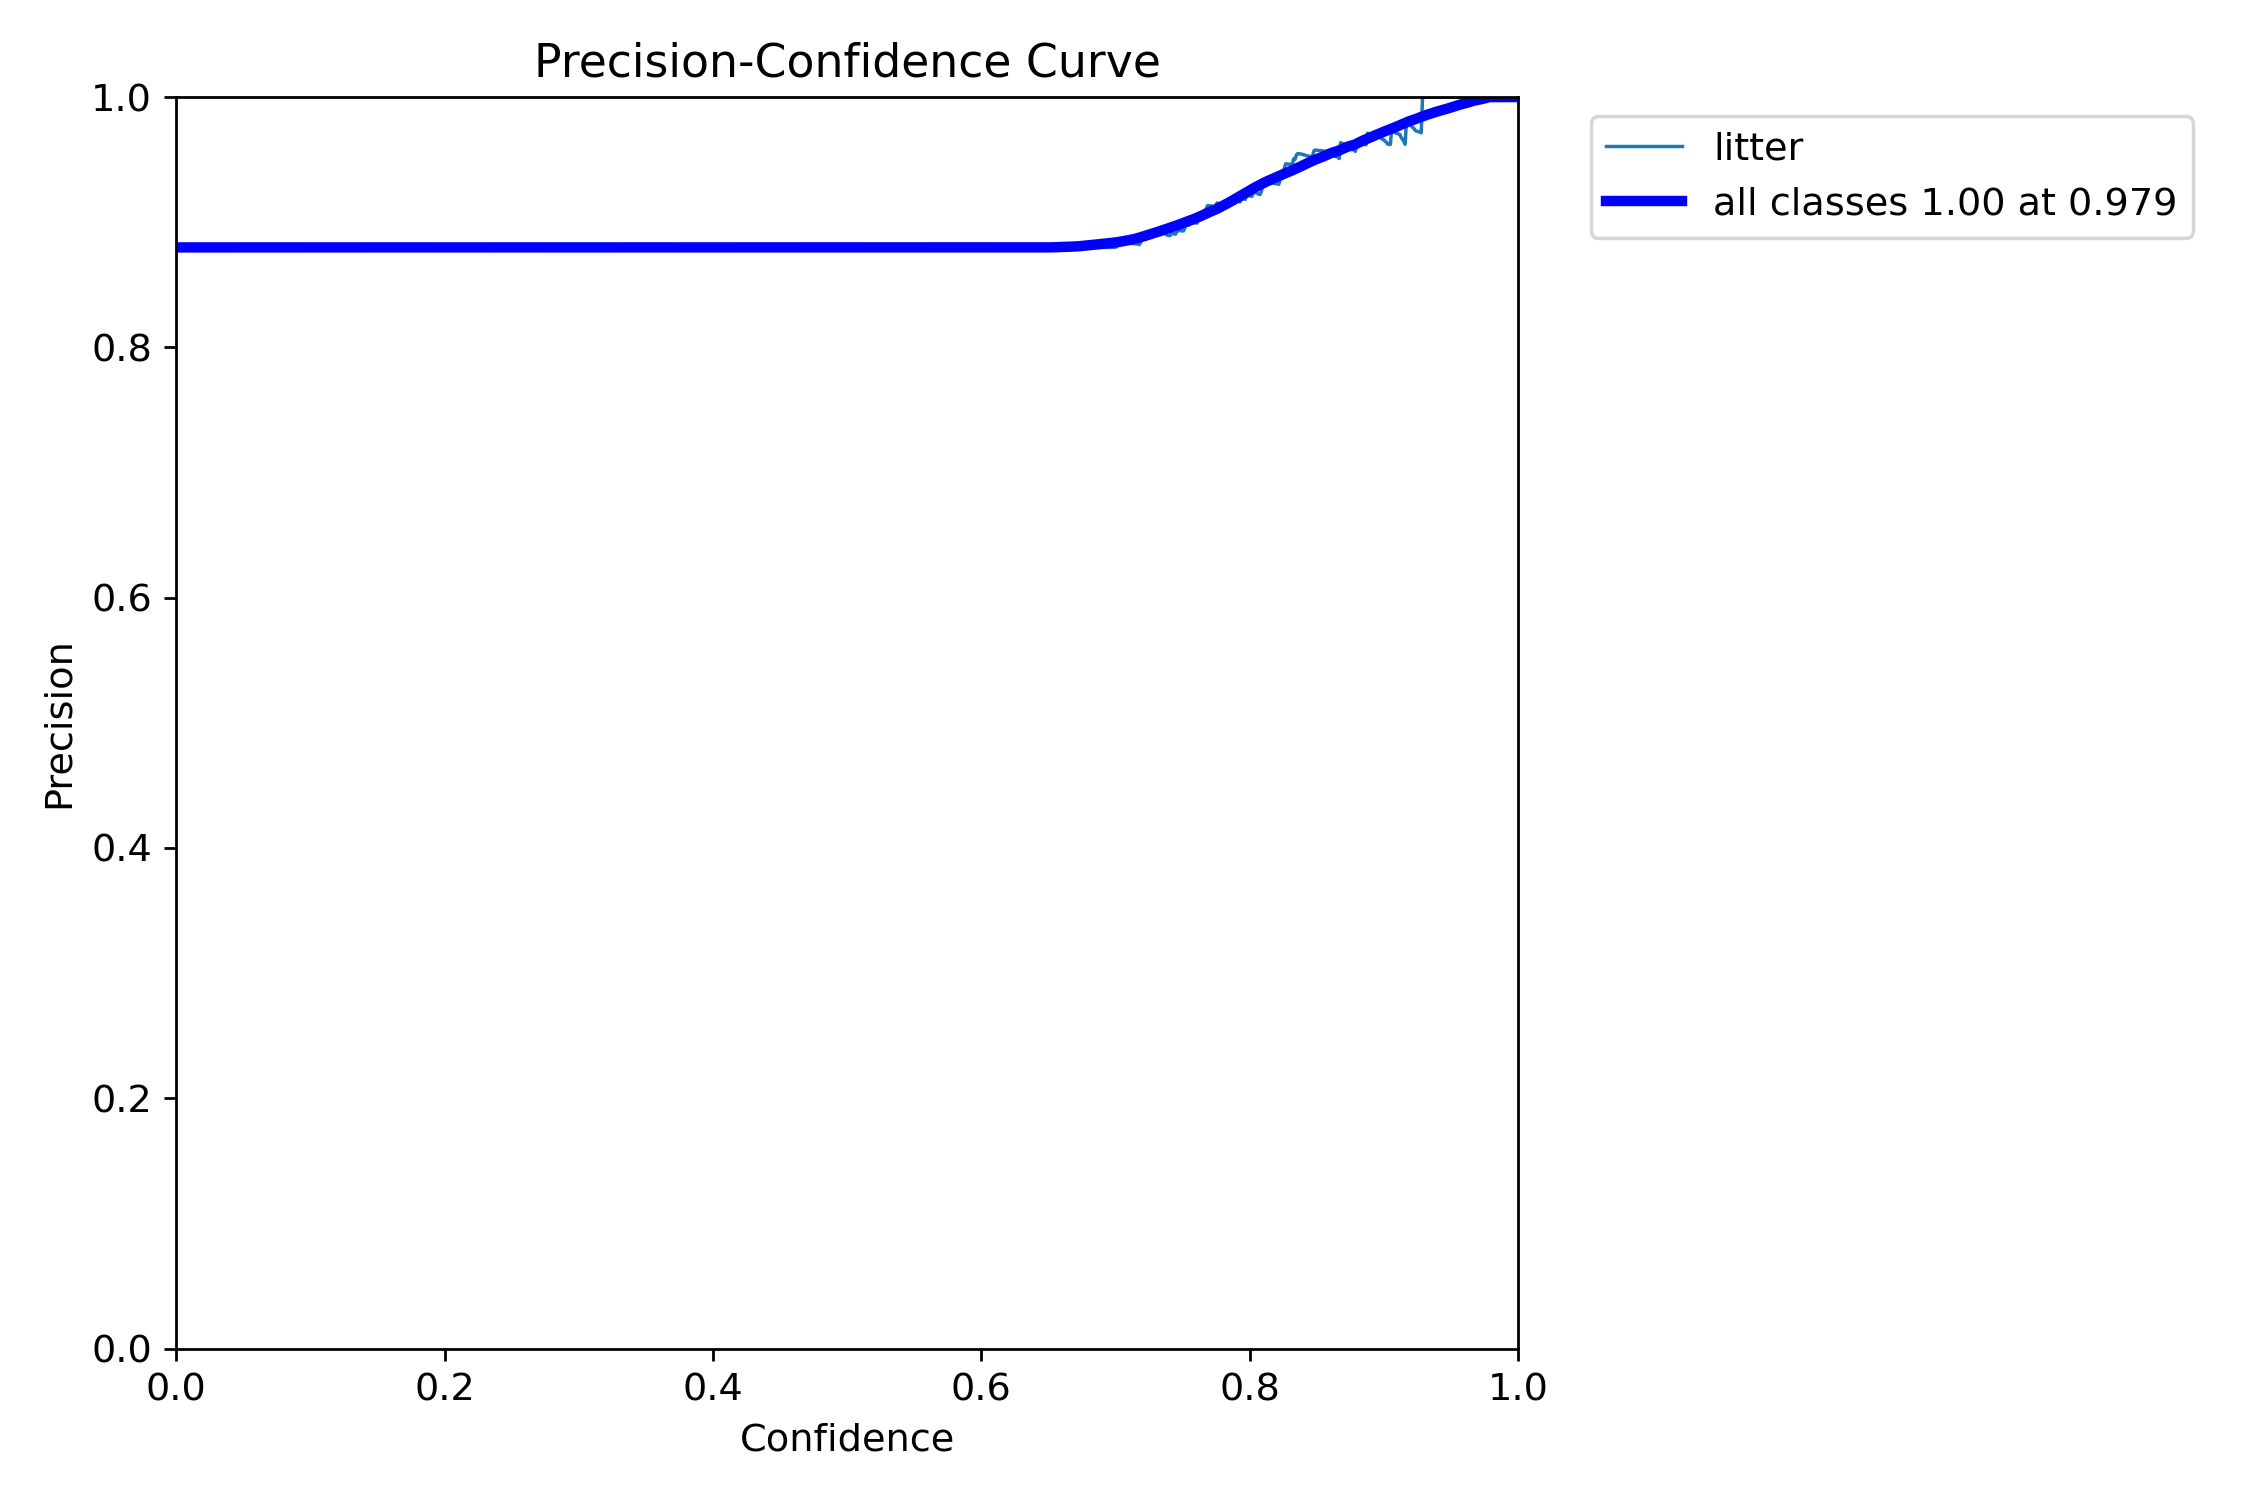 Precision-Confidence Curve
1.0
0.8
0.6
0.4
0.2
0.0
Precision
0.0 0.2 0.4 0.6 0.8 1.0
Confidence
litter
all classes 1.00 at 0.979